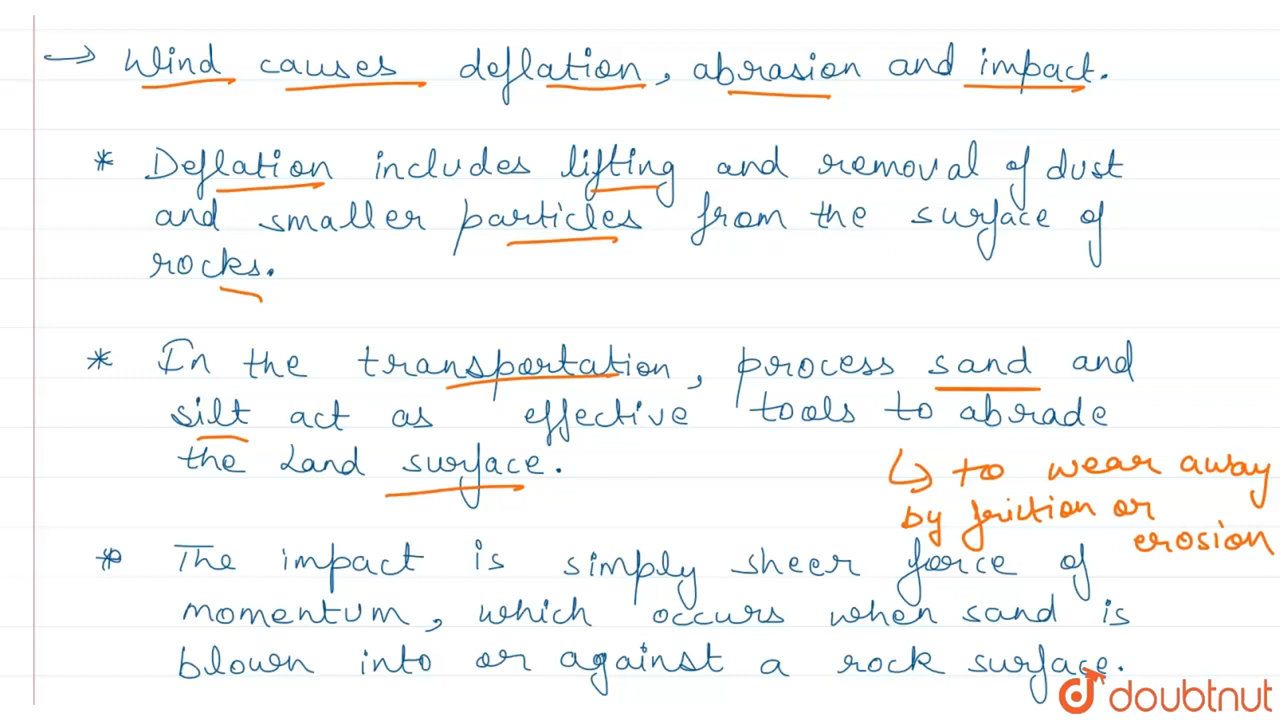 → Wind causes deflation, abrasion and impact.
* Deflation includes lifting and removal of dust
and smaller particles from the surface of
rocks.
* In the transportation, process sand and
silt act as effective tools to abrade
the Land surface.
↳ to wear away
by friction or
erosion
* The impact is simply sheer force of
momentum, which occurs when sand is
blown into or against a rock surface.
doubtnut